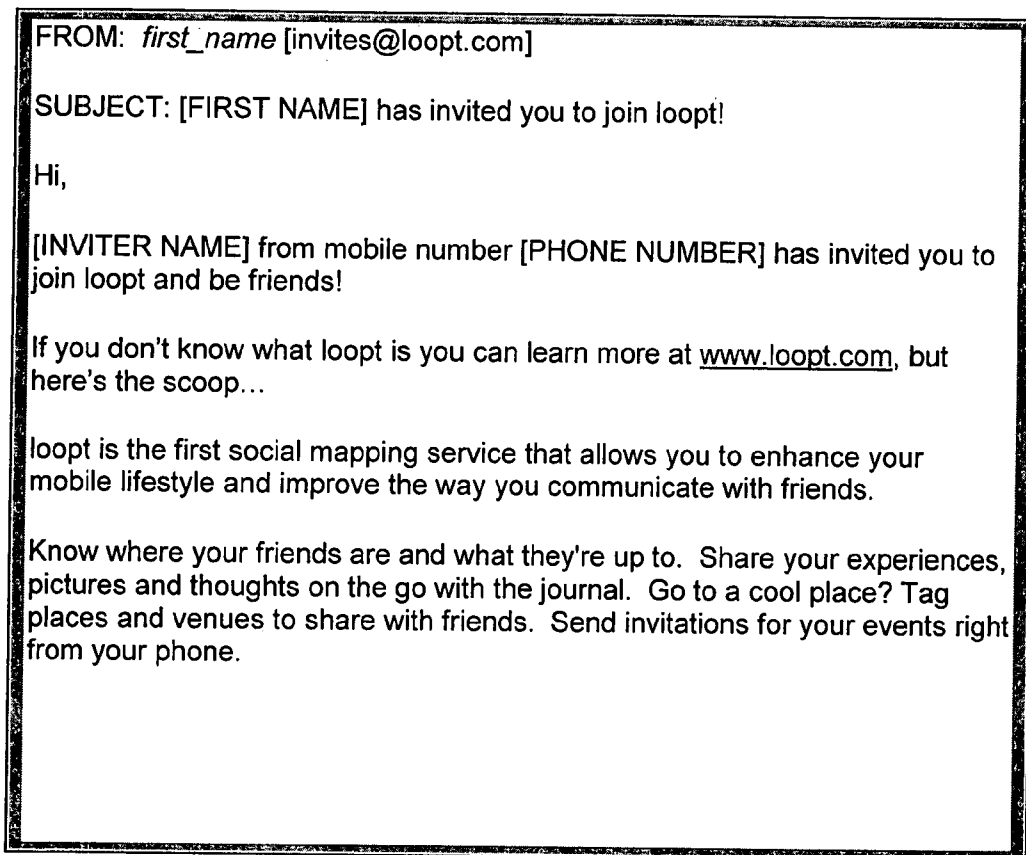 FROM: first_name [invites@loopt.com]
SUBJECT: [FIRST NAME] has invited you to join loopt!
Hi,
[INVITER NAME] from mobile number [PHONE NUMBER] has invited you to
join loopt and be friends!
If you don't know what loopt is you can learn more at www.loopt.com, but
here's the scoop...
loopt is the first social mapping service that allows you to enhance your
mobile lifestyle and improve the way you communicate with friends.
Know where your friends are and what they're up to.  Share your experiences,
pictures and thoughts on the go with the journal.  Go to a cool place? Tag
places and venues to share with friends.  Send invitations for your events right
from your phone.